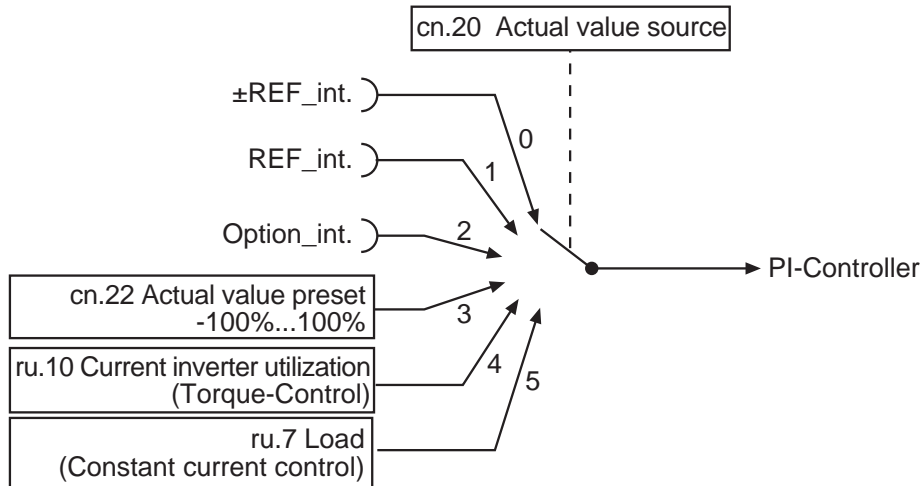 cn.20 Actual value source
±REF_int.
0
REF_int.
1
Option_int.
2
PI-Controller
cn.22 Actual value preset
-100%...100%
3
ru.10 Current inverter utilization
(Torque-Control)
4
5
ru.7 Load
(Constant current control)